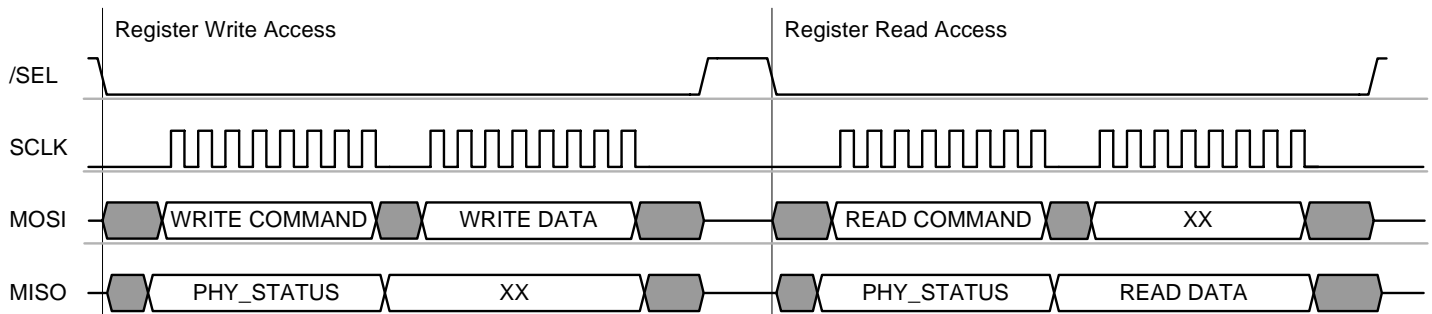 Register Write Access Register Read Access
/SEL
SCLK
MOSI WRITE COMMAND WRITE DATA READ COMMAND XX
MISO PHY_STATUS XX PHY_STATUS READ DATA